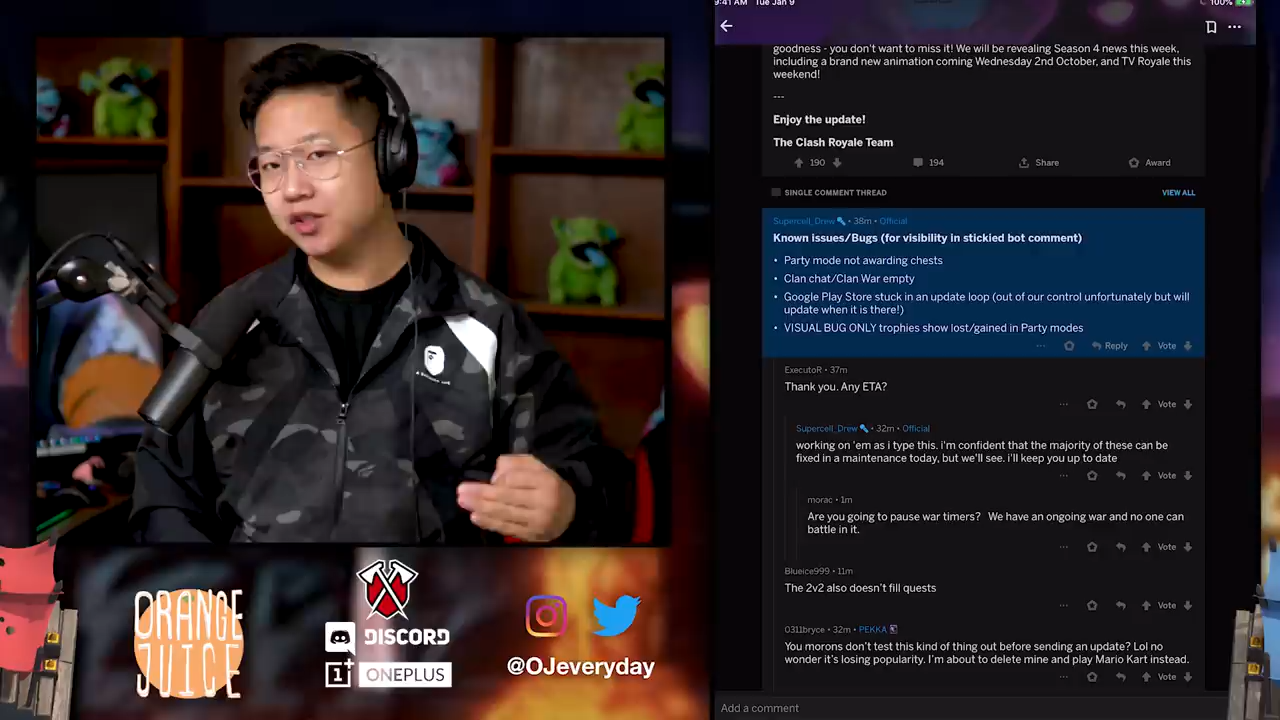 9:41 AM Tue Jan 9
100%
goodness - you don't want to miss it! We will be revealing Season 4 news this week,
including a brand new animation coming Wednesday 2nd October, and TV Royale this
weekend!
---
Enjoy the update!
The Clash Royale Team
190
194
Share
Award
SINGLE COMMENT THREAD
VIEW ALL
Supercell_Drew • 38m • Official
Known issues/Bugs (for visibility in stickied bot comment)
• Party mode not awarding chests
• Clan chat/Clan War empty
• Google Play Store stuck in an update loop (out of our control unfortunately but will
update when it is there!)
• VISUAL BUG ONLY trophies show lost/gained in Party modes
Reply
Vote
ExecutoR • 37m
Thank you. Any ETA?
Vote
Supercell_Drew • 32m • Official
working on 'em as i type this. i'm confident that the majority of these can be
fixed in a maintenance today, but we'll see. i'll keep you up to date
Vote
morac • 1m
Are you going to pause war timers? We have an ongoing war and no one can
battle in it.
Vote
Blueice999 • 11m
The 2v2 also doesn't fill quests
Vote
0311bryce • 32m • PEKKA
You morons don't test this kind of thing out before sending an update? Lol no
wonder it's losing popularity. I'm about to delete mine and play Mario Kart instead.
Vote
Add a comment
ORANGE
JUICE
DISCORD
1+ ONEPLUS
@OJeveryday